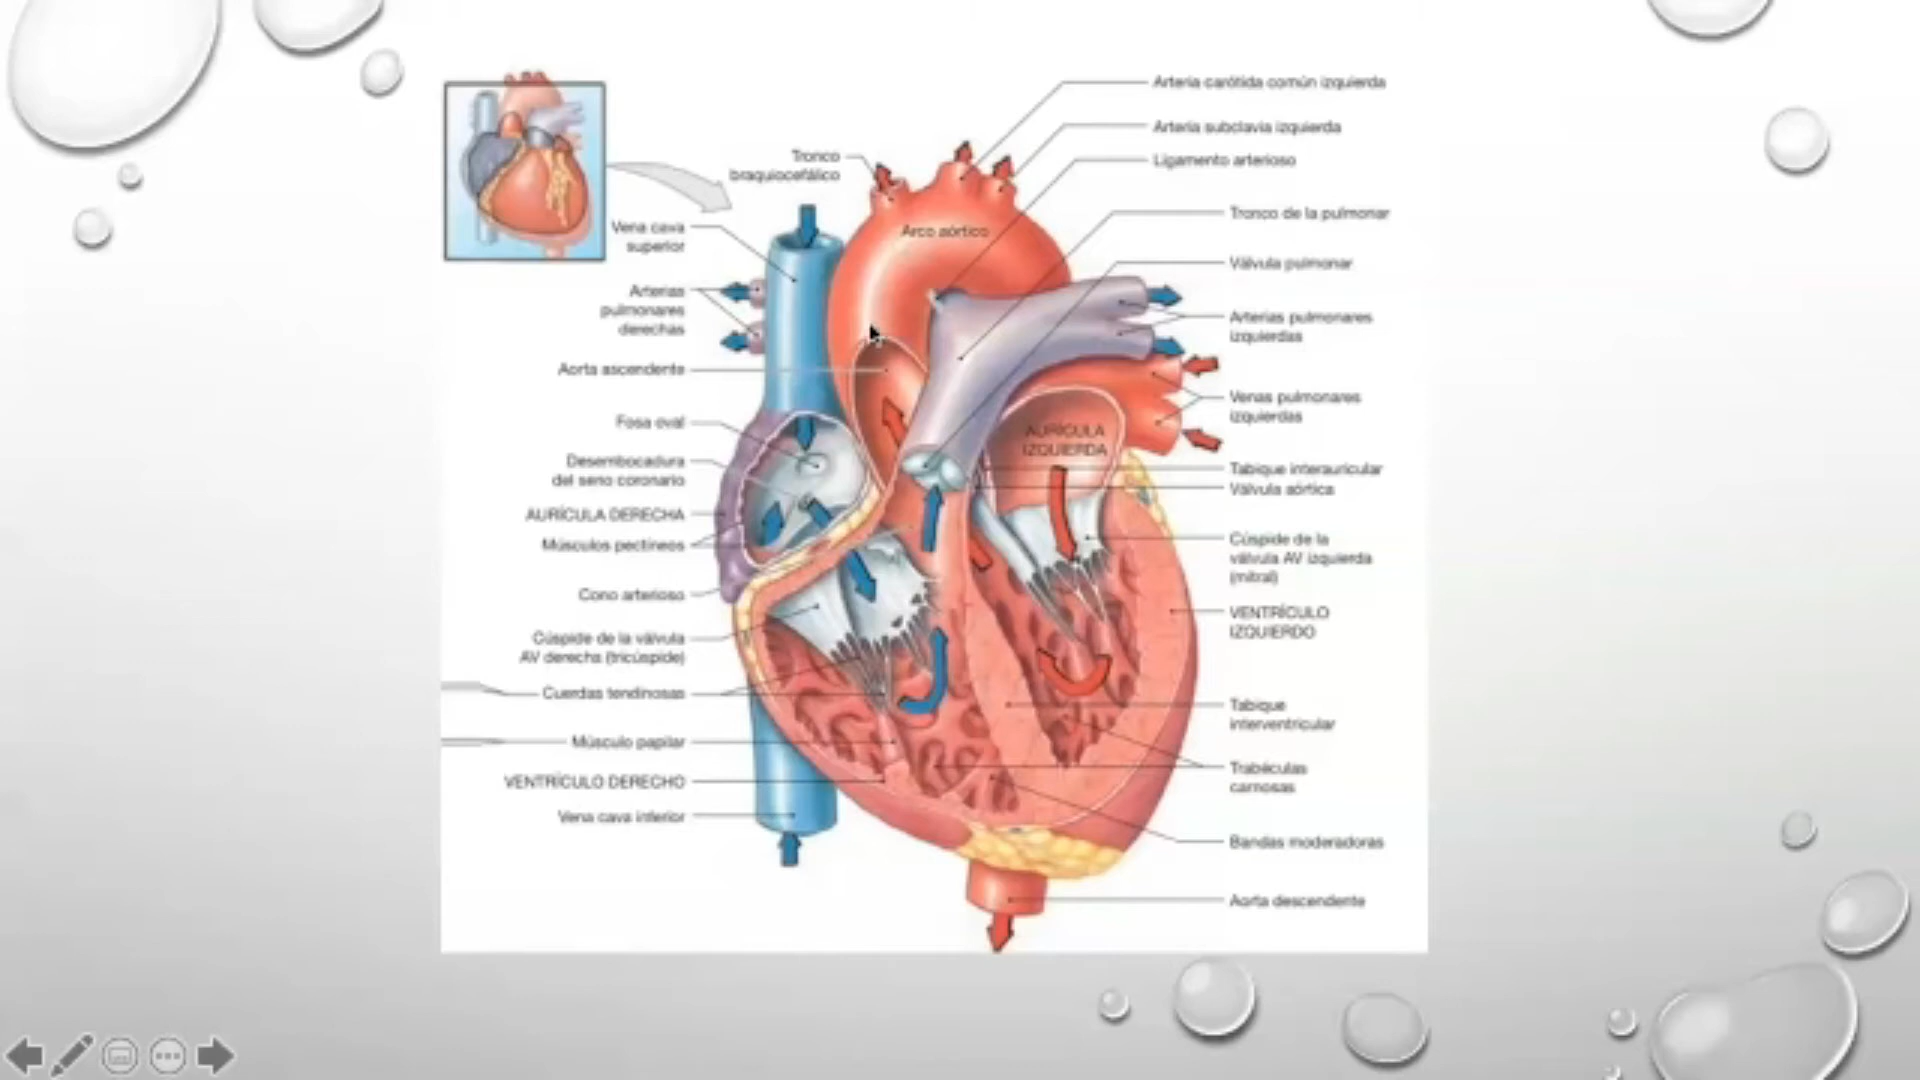 Arteria carótida común izquierda
Arteria subclavia izquierda
Ligamento arterioso
Tronco
braquiocefálico
Vena cava
superior
Arco aórtico
Tronco de la pulmonar
Válvula pulmonar
Arterias
pulmonares
derechas
Arterias pulmonares
izquierdas
Aorta ascendente
Venas pulmonares
izquierdas
Fosa oval
AURÍCULA
IZQUIERDA
Desembocadura
del seno coronario
Tabique interauricular
Válvula aórtica
AURÍCULA DERECHA
Músculos pectíneos
Cúspide de la
válvula AV izquierda
(mitral)
Cono arterioso
VENTRÍCULO
IZQUIERDO
Cúspide de la válvula
AV derecha (tricúspide)
Cuerdas tendinosas
Tabique
interventricular
Músculo papilar
Trabéculas
carnosas
VENTRÍCULO DERECHO
Vena cava inferior
Bandas moderadoras
Aorta descendente